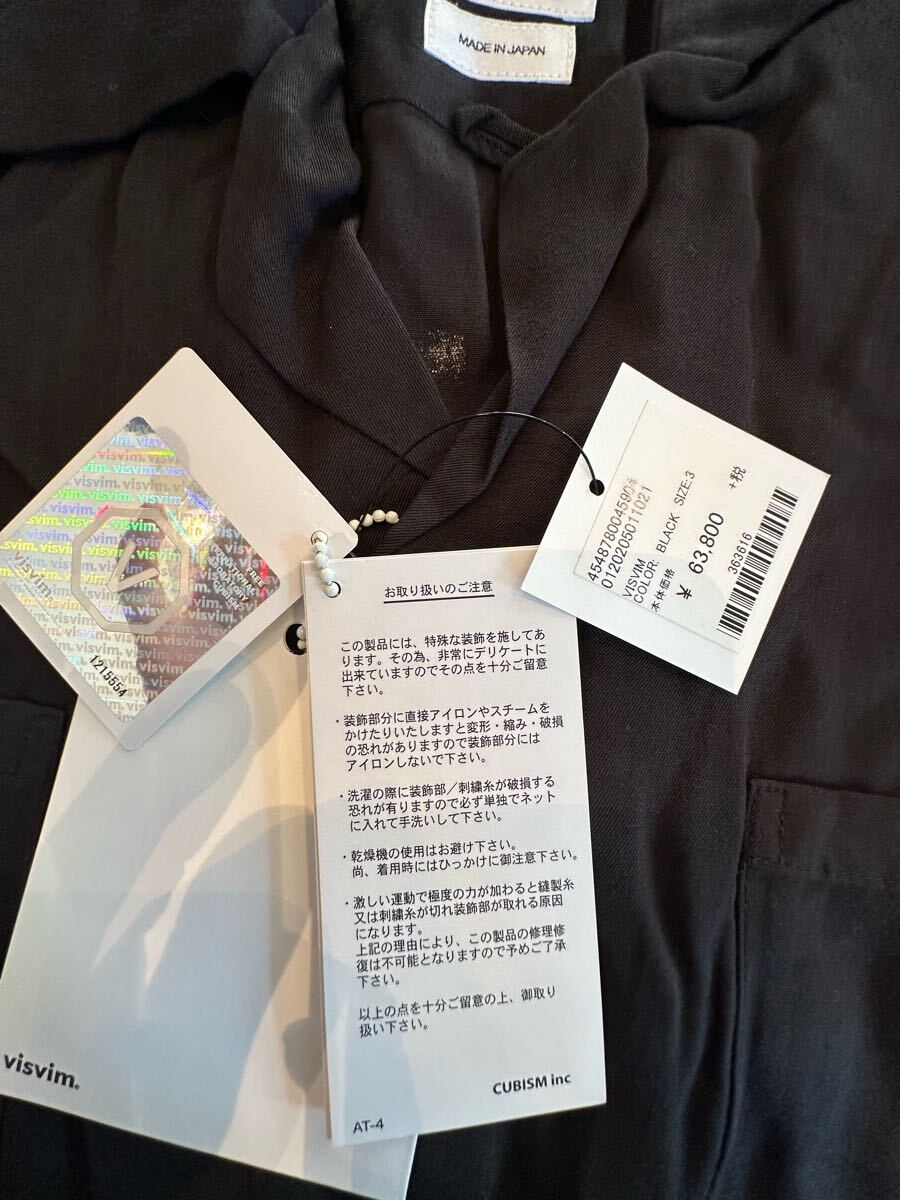 MADE IN JAPAN
visvim.
1215554
4548780045904
0120205011021
VISVIM
COLOR: BLACK SIZE:3
本体価格
¥ 63,800 +税
363616
お取り扱いのご注意
この製品には、特殊な装飾を施してあ
ります。その為、非常にデリケートに
出来ていますのでその点を十分ご留意
下さい。
・装飾部分に直接アイロンやスチームを
かけたりいたしますと変形・縮み・破損
の恐れがありますので装飾部分には
アイロンしないで下さい。
・洗濯の際に装飾部／刺繍糸が破損する
恐れが有りますので必ず単独でネット
に入れて手洗いして下さい。
・乾燥機の使用はお避け下さい。
尚、着用時にはひっかけに御注意下さい。
・激しい運動で極度の力が加わると縫製糸
又は刺繍糸が切れ装飾部が取れる原因
になります。
上記の理由により、この製品の修理修
復は不可能となりますので予めご了承
下さい。
以上の点を十分ご留意の上、御取り
扱い下さい。
CUBISM inc
AT-4
visvim.